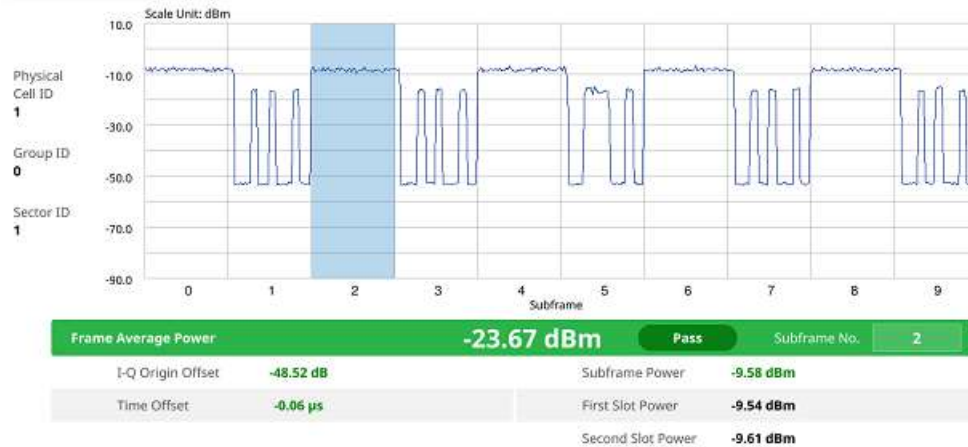 Scale Unit: dBm
10.0
-10.0
-30.0
-50.0
-70.0
-90.0
Physical
Cell ID
1
Group ID
0
Sector ID
1
0 1 2 3 4 5 6 7 8 9
Subframe
Frame Average Power -23.67 dBm Pass Subframe No. 2
I-Q Origin Offset -48.52 dB Subframe Power -9.58 dBm
Time Offset -0.06 µs First Slot Power -9.54 dBm
Second Slot Power -9.61 dBm